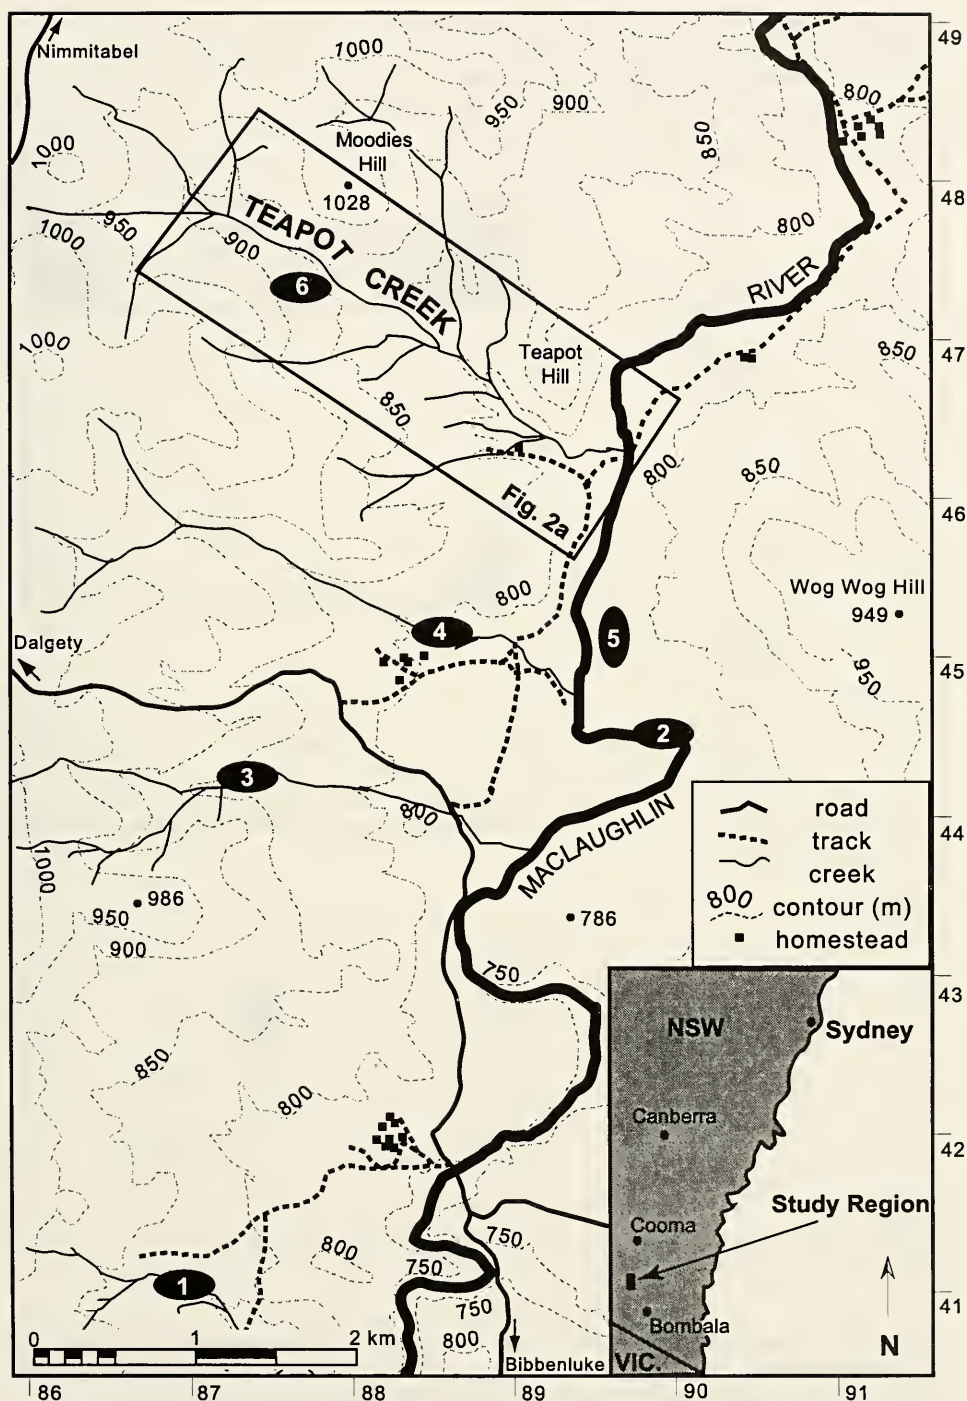 Nimmitabel
1000
950
900
800
49
850
1000
Moodies
Hill
1028
48
TEAPOT CREEK
950
1000
900
800
6
RIVER
1000
Teapot
Hill
850
47
850
800
850
Fig. 2a
46
800
Wog Wog Hill
949
4
5
Dalgety
950
45
2
3
800
MACLAUGHLIN
road
track
creek
800
contour (m)
homestead
44
1000
986
950
900
786
750
43
NSW
Sydney
850
800
Canberra
42
Study Region
Cooma
800
750
750
1
750
800
41
Bombala
N
0
1
2 km
Bibbenluke
VIC.
86
87
88
89
90
91